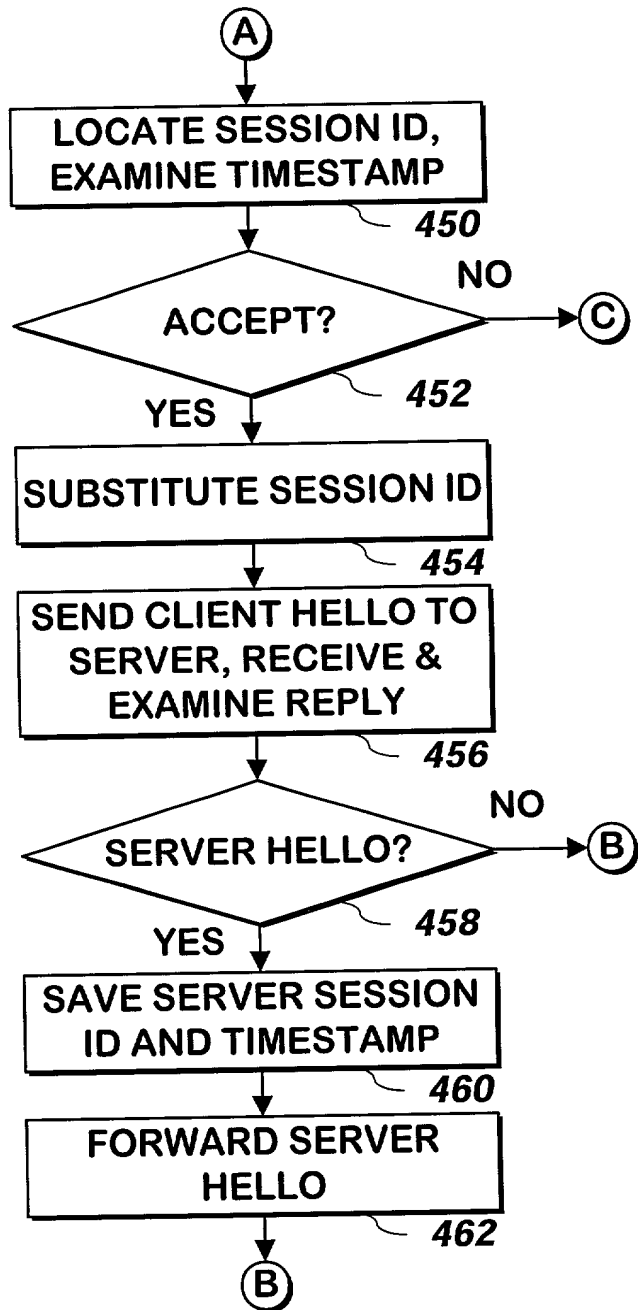 A
LOCATE SESSION ID,
EXAMINE TIMESTAMP
450
ACCEPT?
NO
C
452
YES
SUBSTITUTE SESSION ID
454
SEND CLIENT HELLO TO
SERVER, RECEIVE &
EXAMINE REPLY
456
SERVER HELLO?
NO
B
458
YES
SAVE SERVER SESSION
ID AND TIMESTAMP
460
FORWARD SERVER
HELLO
462
B